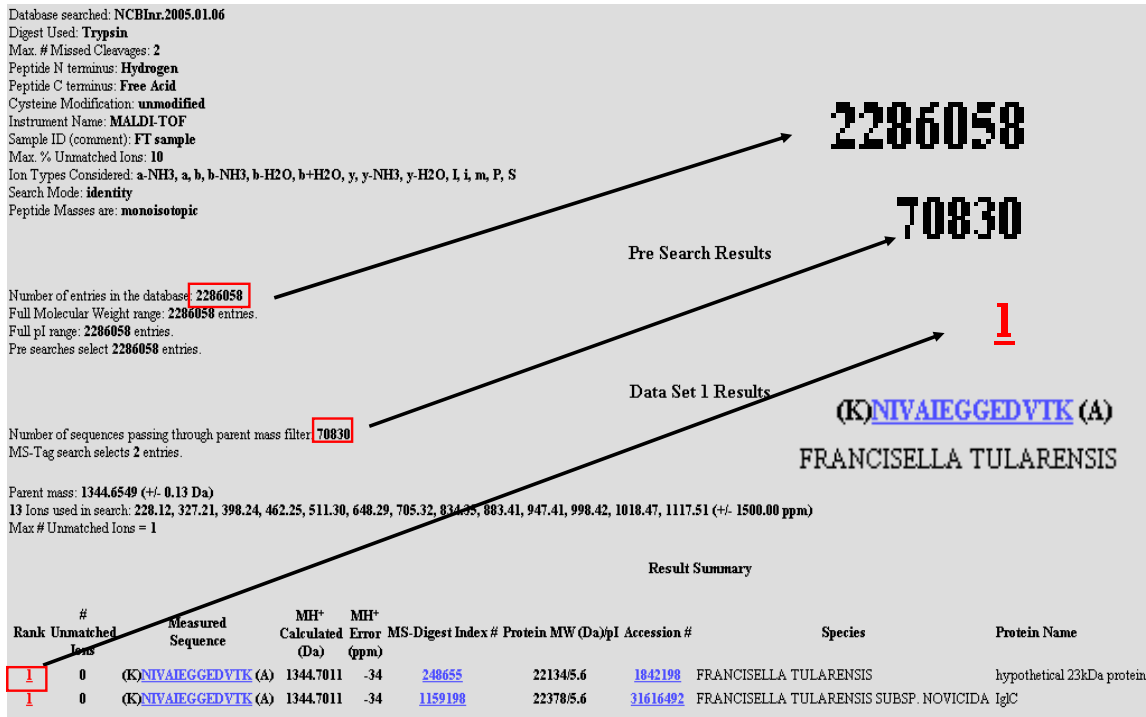 Database searched: NCBInr.2005.01.06
Digest Used: Trypsin
Max. # Missed Cleavages: 2
Peptide N terminus: Hydrogen
Peptide C terminus: Free Acid
Cysteine Modification: unmodified
Instrument Name: MALDI-TOF
Sample ID (comment): FT sample
Max. % Unmatched Ions: 10
Ion Types Considered: a-NH3, a, b, b-NH3, b-H2O, b+H2O, y, y-NH3, y-H2O, I, i, m, P, S
Search Mode: identity
Peptide Masses are: monoisotopic
2286058
70830
Pre Search Results
Number of entries in the database: 2286058
Full Molecular Weight range: 2286058 entries.
Full pI range: 2286058 entries.
Pre searches select 2286058 entries.
1
Data Set 1 Results
(K)NIVAIEGGEDVTK (A)
FRANCISELLA TULARENSIS
Number of sequences passing through parent mass filter: 70830
MS-Tag search selects 2 entries.
Parent mass: 1344.6549 (+/- 0.13 Da)
13 Ions used in search: 228.12, 327.21, 398.24, 462.25, 511.30, 648.29, 705.32, 834.35, 883.41, 947.41, 998.42, 1018.47, 1117.51 (+/- 1500.00 ppm)
Max # Unmatched Ions = 1
Result Summary
Rank # Unmatched Ions Measured Sequence MH+ Calculated (Da) MH+ Error (ppm) MS-Digest Index # Protein MW (Da)/pI Accession # Species Protein Name
1 0 (K)NIVAIEGGEDVTK (A) 1344.7011 -34 248655 22134/5.6 1842198 FRANCISELLA TULARENSIS hypothetical 23kDa protein
1 0 (K)NIVAIEGGEDVTK (A) 1344.7011 -34 1159198 22378/5.6 31616492 FRANCISELLA TULARENSIS SUBSP. NOVICIDA IglC